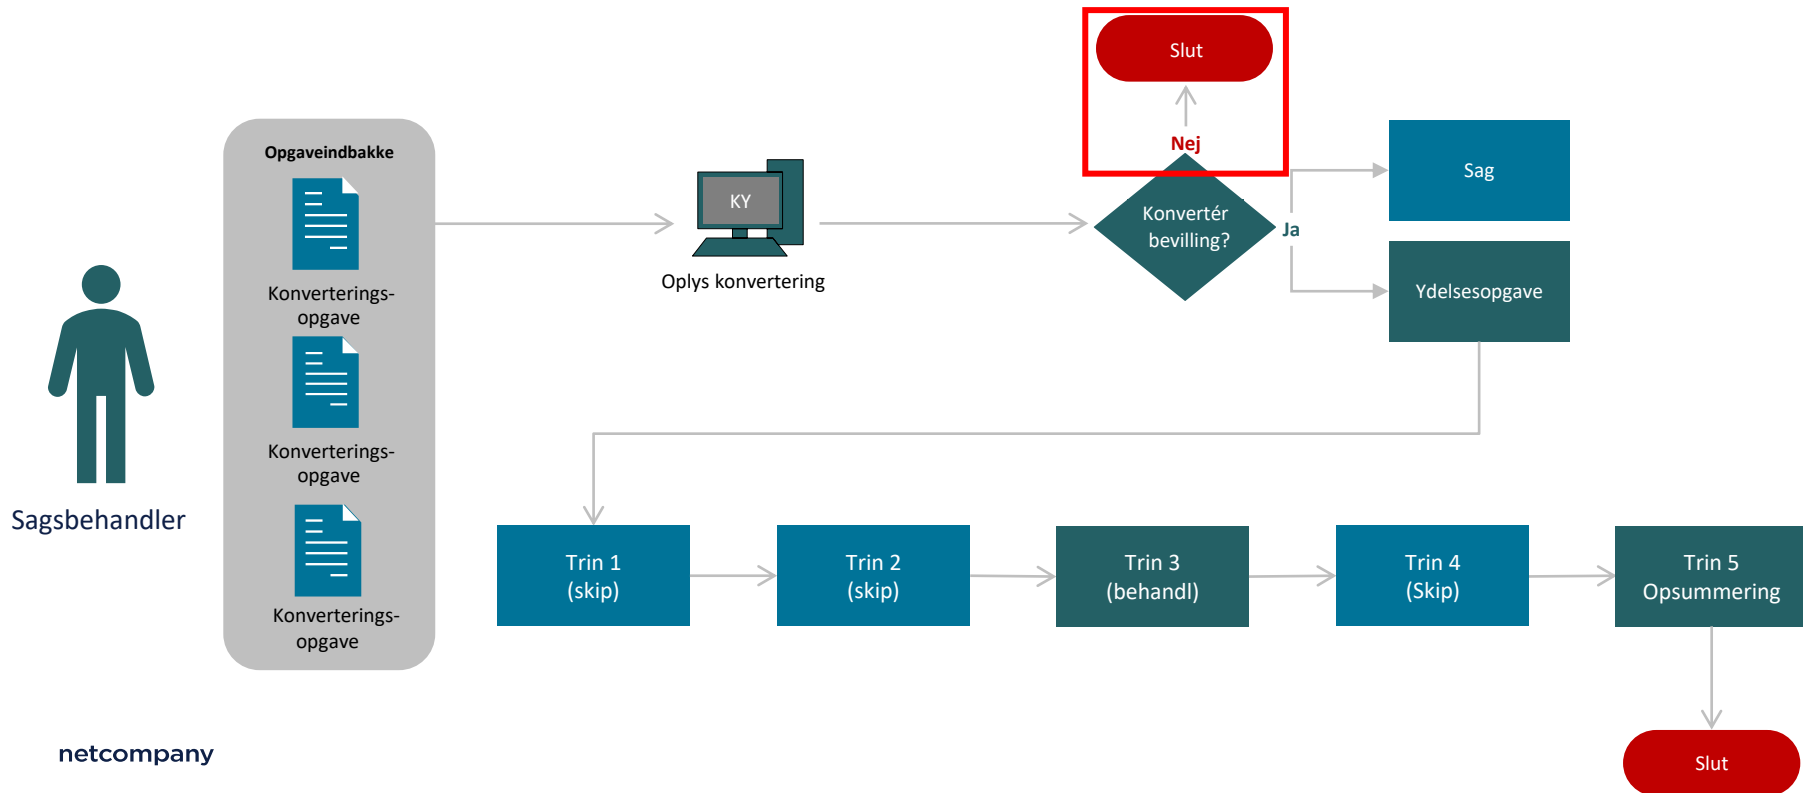 Slut
Nej
Opgaveindbakke
Sag
KY
Konvertér
bevilling?
Ja
Oplys konvertering
Ydelsesopgave
Konverterings-
opgave
Konverterings-
opgave
Sagsbehandler
Konverterings-
opgave
Trin 1
(skip)
Trin 2
(skip)
Trin 3
(behandl)
Trin 4
(Skip)
Trin 5
Opsummering
netcompany
Slut